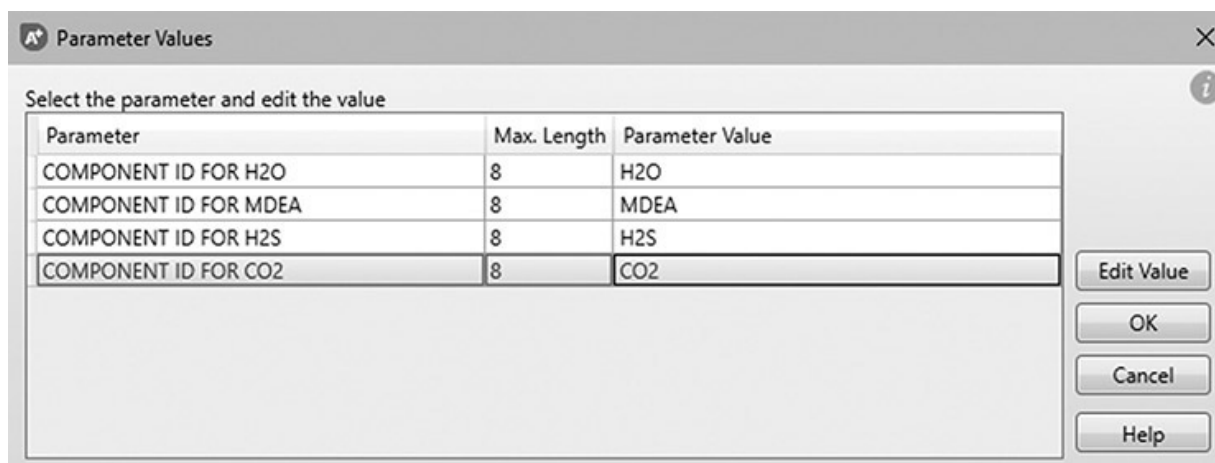 Parameter Values
Select the parameter and edit the value
Parameter Max. Length Parameter Value
COMPONENT ID FOR H2O 8 H2O
COMPONENT ID FOR MDEA 8 MDEA
COMPONENT ID FOR H2S 8 H2S
COMPONENT ID FOR CO2 8 CO2
Edit Value
OK
Cancel
Help